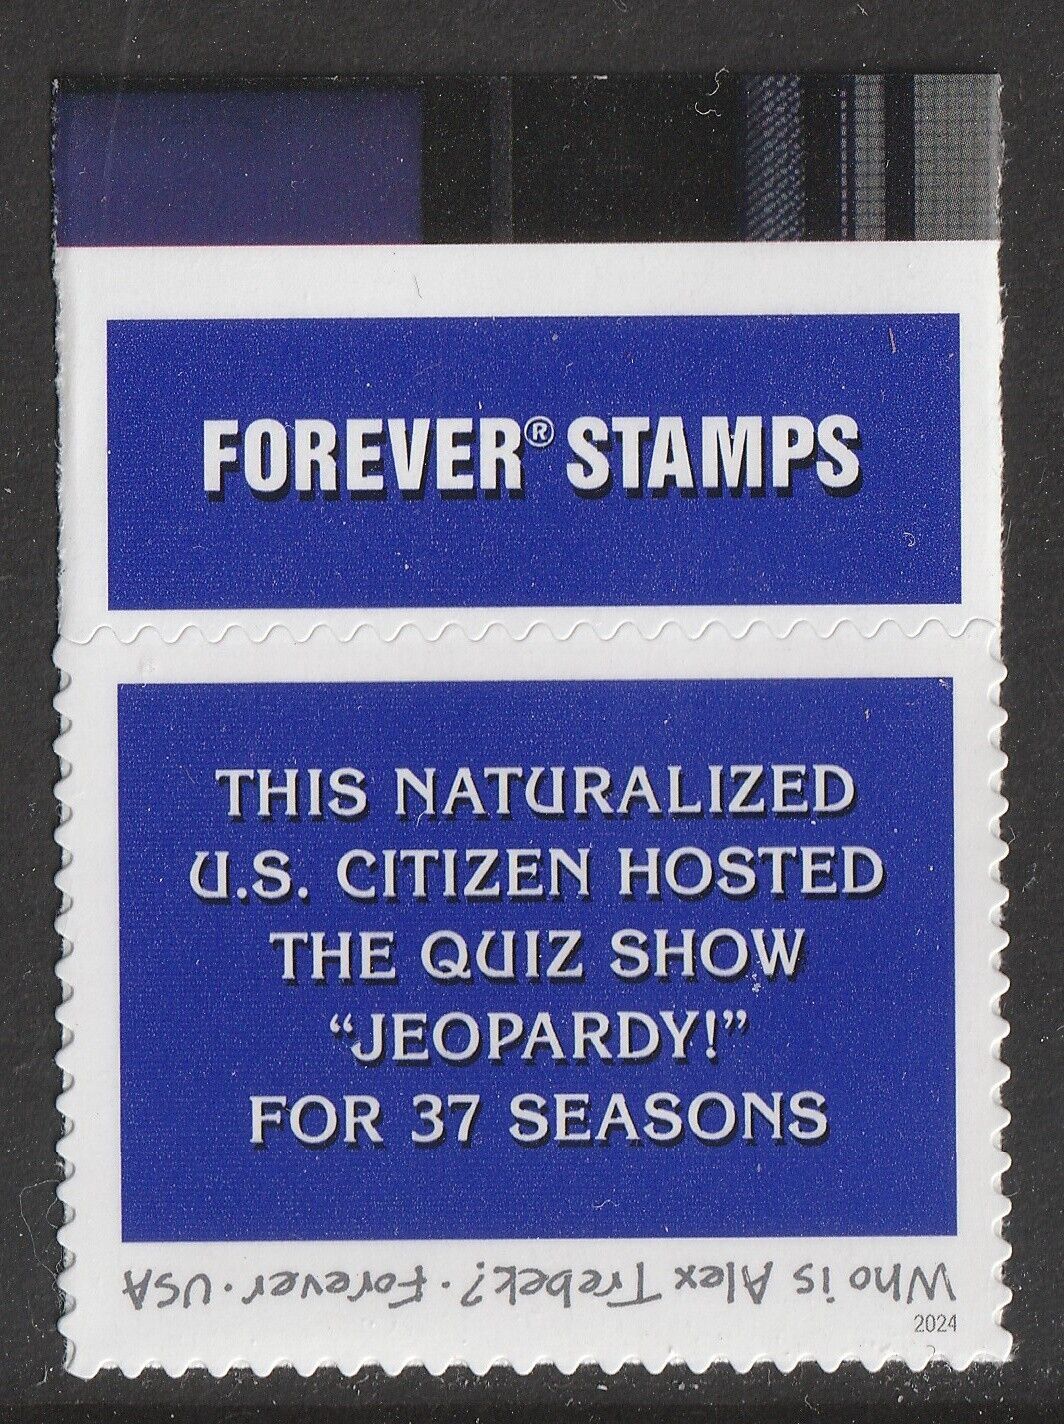 FOREVER® STAMPS
THIS NATURALIZED
U.S. CITIZEN HOSTED
THE QUIZ SHOW
“JEOPARDY!”
FOR 37 SEASONS
Who is Alex Trebek? · Forever · USA
2024